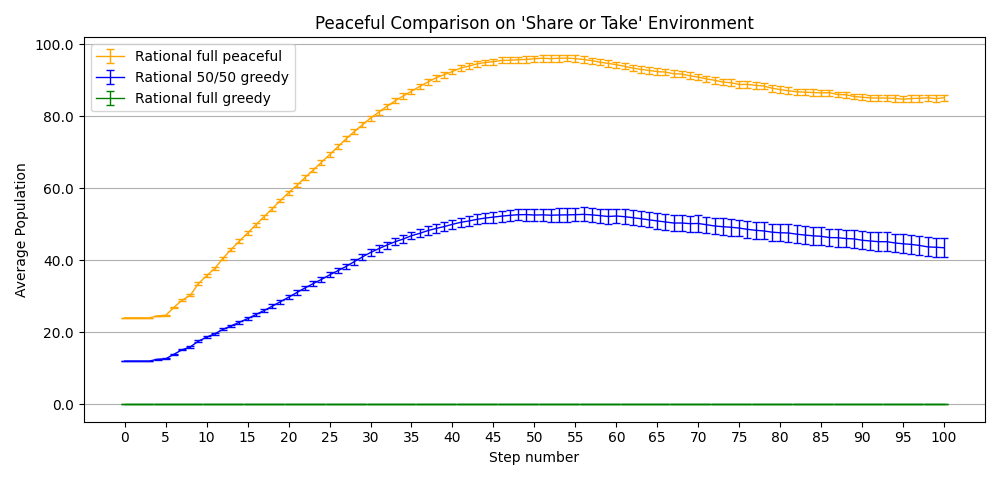 Peaceful Comparison on 'Share or Take' Environment
Rational full peaceful
Rational 50/50 greedy
Rational full greedy
Average Population
100.0
80.0
60.0
40.0
20.0
0.0
0 5 10 15 20 25 30 35 40 45 50 55 60 65 70 75 80 85 90 95 100
Step number